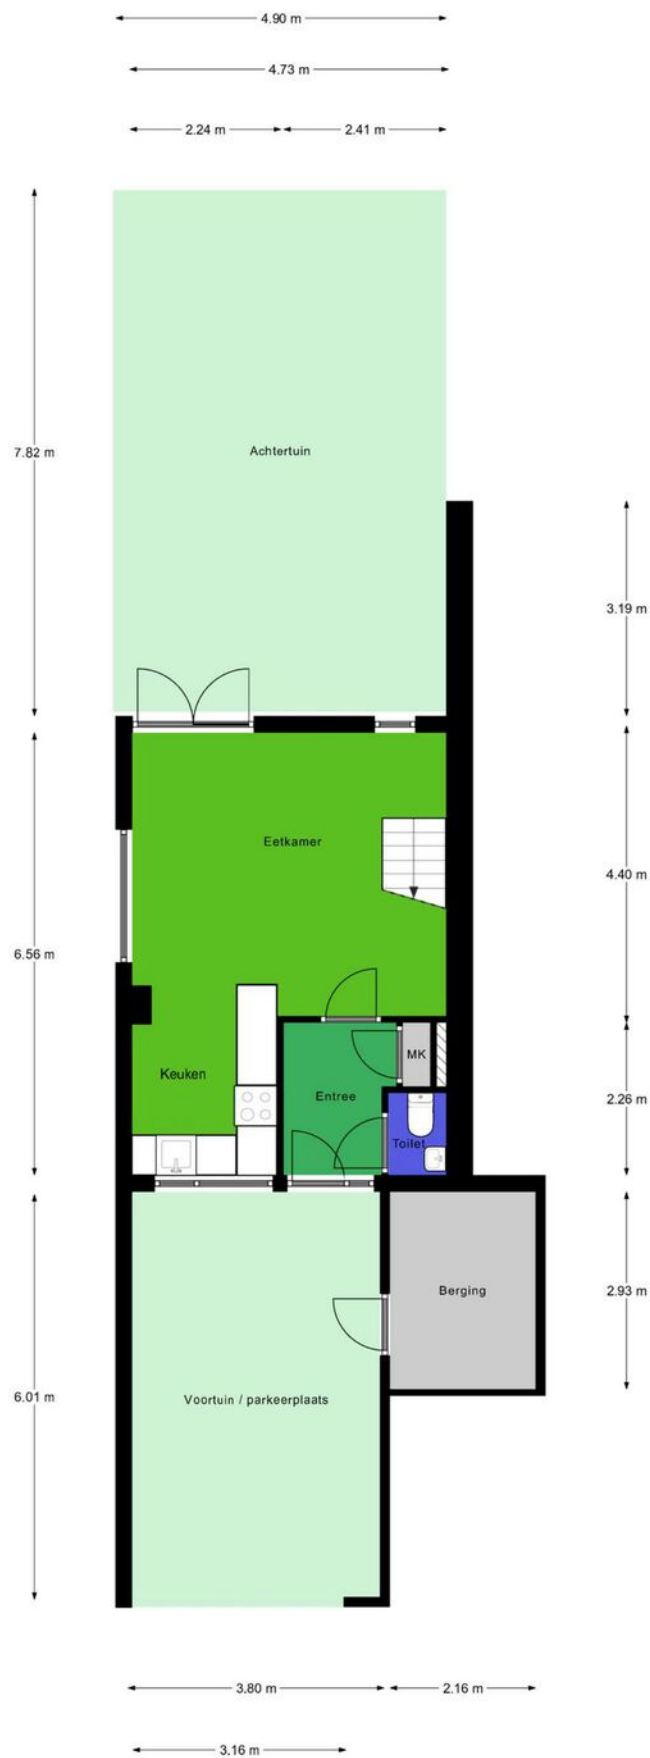 4.90 m
4.73 m
2.24 m
2.41 m
7.82 m
Achtertuin
3.19 m
Eetkamer
4.40 m
6.56 m
Keuken
MK
Entree
2.26 m
Toilet
Berging
2.93 m
6.01 m
Voortuin / parkeerplaats
3.80 m
2.16 m
3.16 m